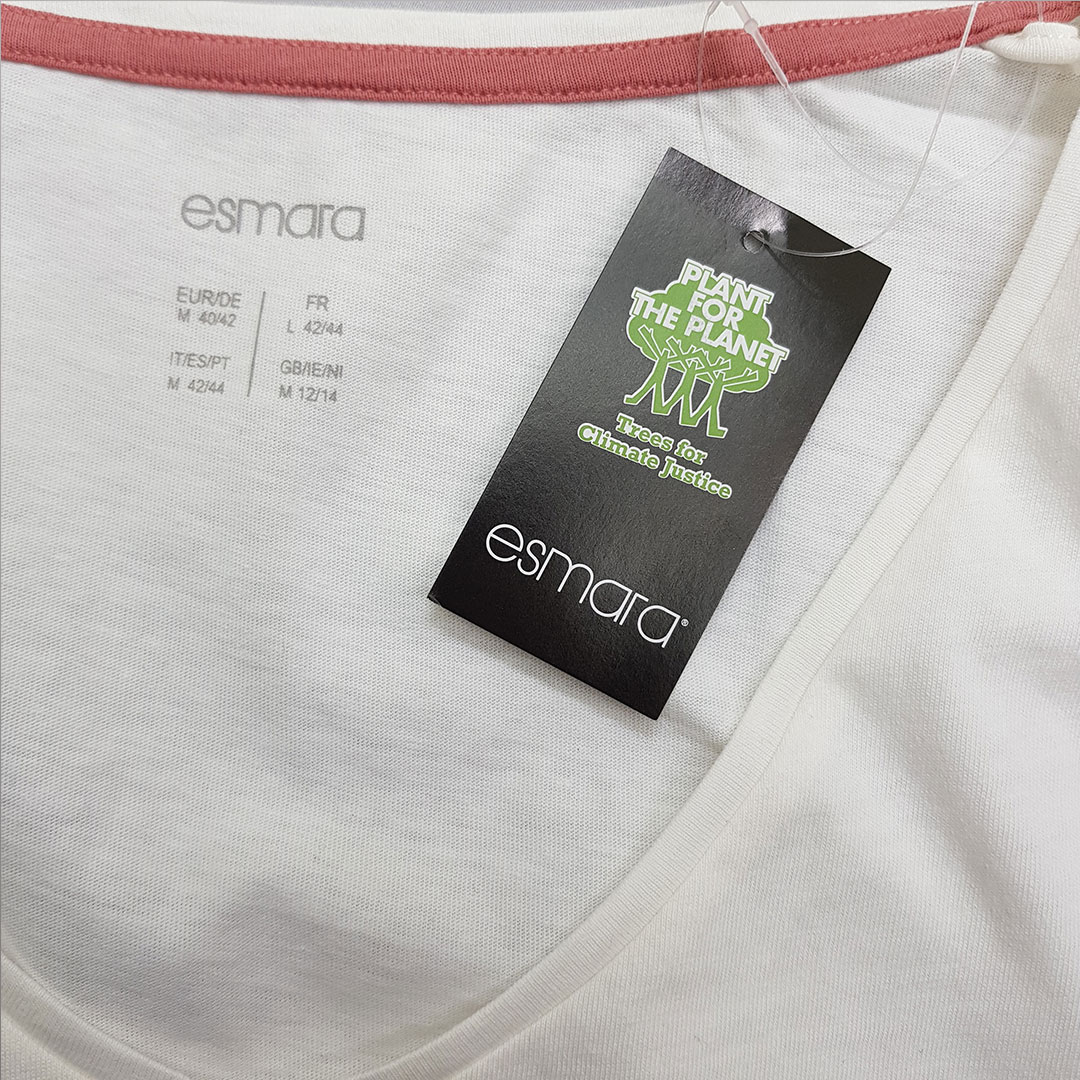 esmara
EUR/DE
M 40/42
FR
L 42/44
IT/ES/PT
M 42/44
GB/IE/NI
M 12/14
PLANT
FOR
THE PLANET
Trees for
Climate Justice
esmara®